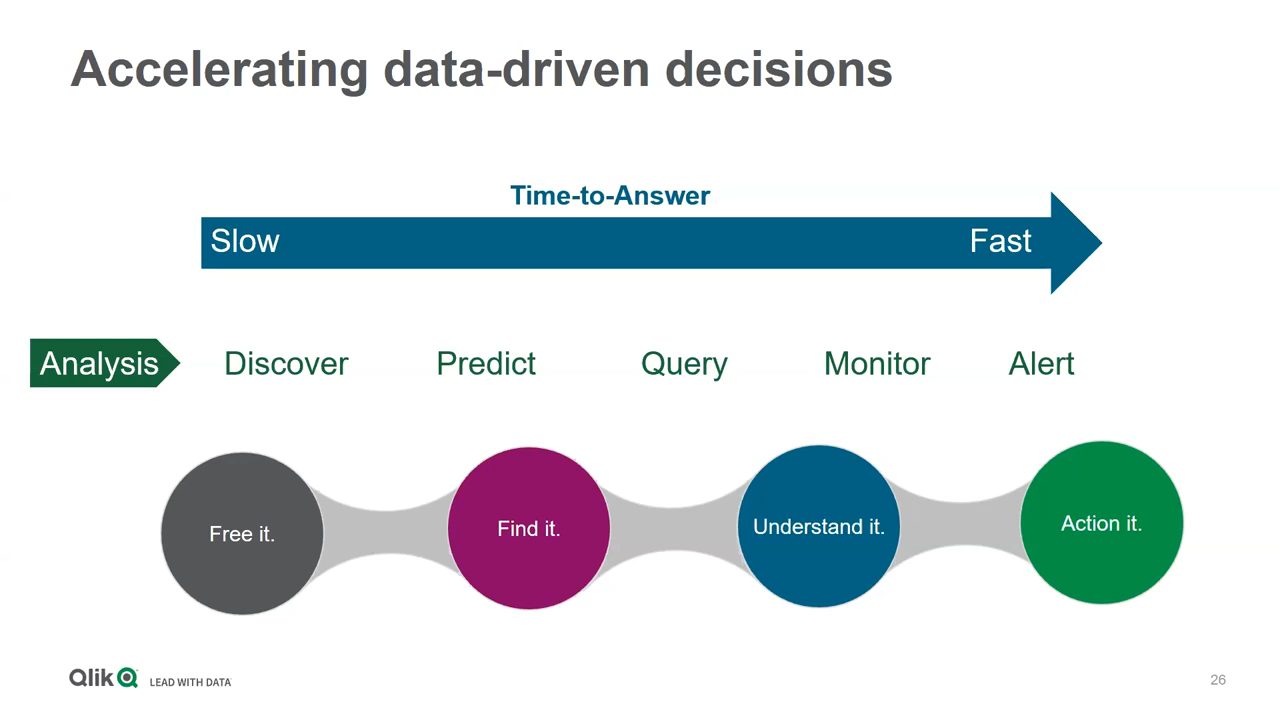 Accelerating data-driven decisions
Time-to-Answer
Slow Fast
Analysis Discover Predict Query Monitor Alert
Free it. Find it. Understand it. Action it.
Qlik LEAD WITH DATA 26